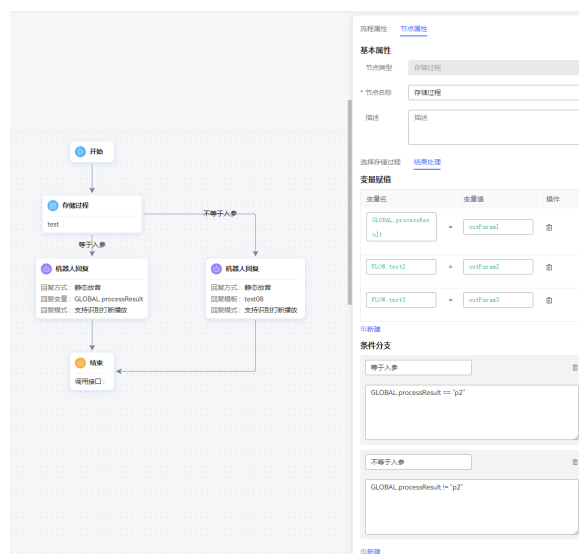 开始
存储过程
test
不等于入参
等于入参
机器人回复
回复方式： 静态放音
回复变量： GLOBAL.processResult
回复模式： 支持识别打断播放
机器人回复
回复方式： 静态放音
回复模板： test08
回复模式： 支持识别打断播放
结束
调用接口：
流程属性 节点属性
基本属性
节点类型 存储过程
* 节点名称 存储过程
描述 描述
选择存储过程 结果处理
变量赋值
变量名 变量值 操作
GLOBAL.processRes
ult
= outParam1
FLOW.test2 = outParam2
FLOW.test3 = outParam3
新建
条件分支
等于入参
GLOBAL.processResult == "p2"
不等于入参
GLOBAL.processResult != "p2"
新建